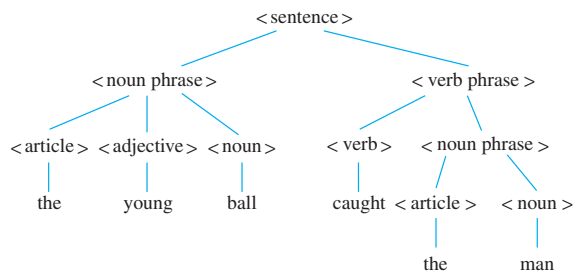 <sentence>
<noun phrase> <verb phrase>
<article> <adjective> <noun> <verb> <noun phrase>
the young ball caught <article> <noun>
the man